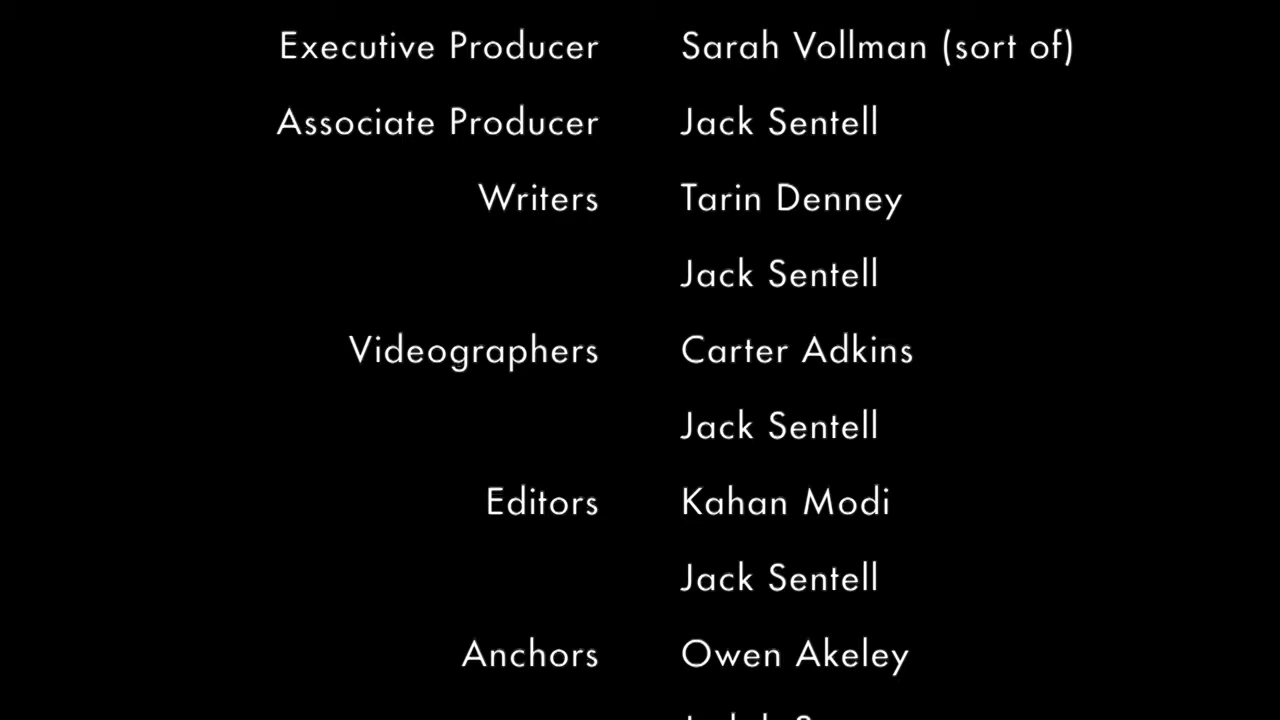 Executive Producer Sarah Vollman (sort of)
Associate Producer Jack Sentell
Writers Tarin Denney
Jack Sentell
Videographers Carter Adkins
Jack Sentell
Editors Kahan Modi
Jack Sentell
Anchors Owen Akeley